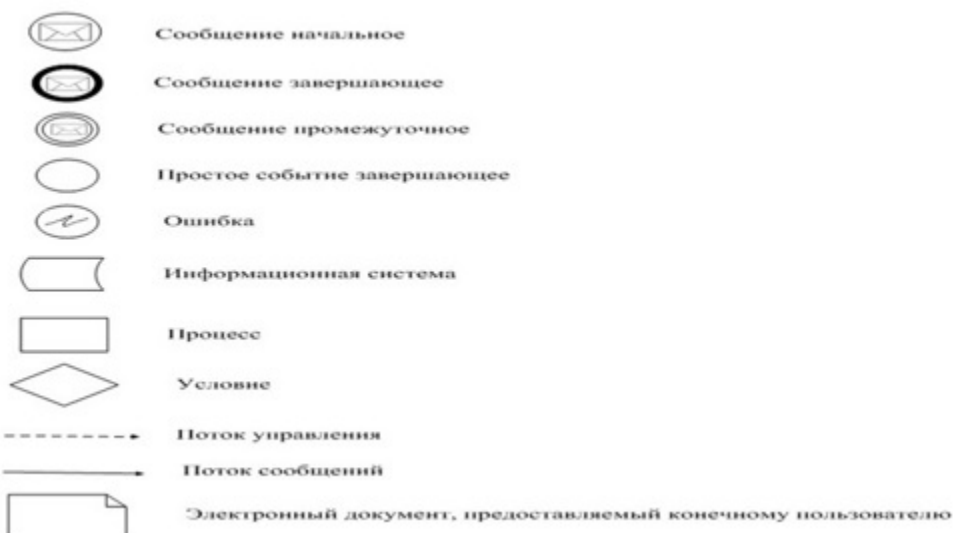 Сообщение начальное
Сообщение завершающее
Сообщение промежуточное
Простое событие завершающее
Ошибка
Информационная система
Процесс
Условие
Поток управления
Поток сообщений
Электронный документ, предоставляемый конечному пользователю